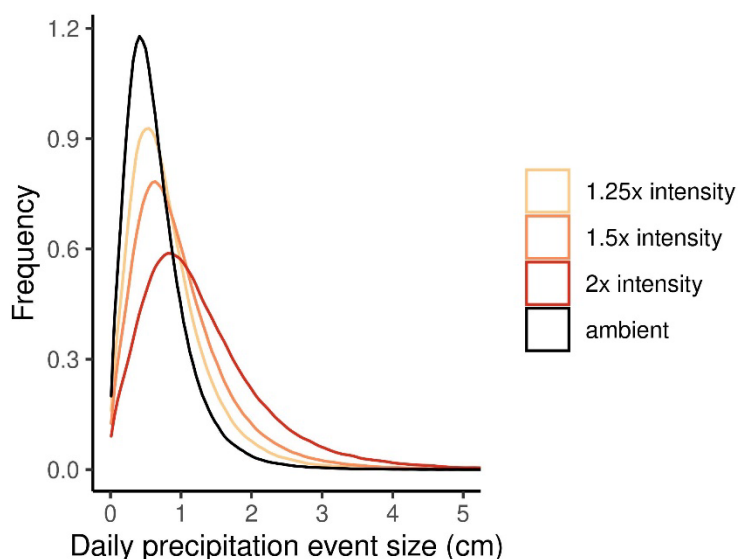 1.2
0.9
0.6
0.3
0.0
Frequency
0 1 2 3 4 5
Daily precipitation event size (cm)
1.25x intensity
1.5x intensity
2x intensity
ambient